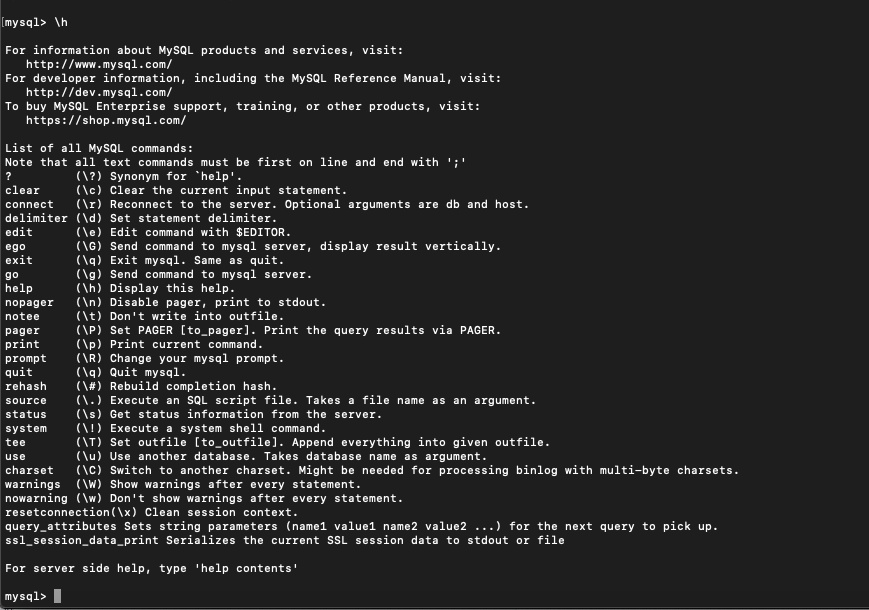 [mysql> \h

For information about MySQL products and services, visit:
   http://www.mysql.com/
For developer information, including the MySQL Reference Manual, visit:
   http://dev.mysql.com/
To buy MySQL Enterprise support, training, or other products, visit:
   https://shop.mysql.com/

List of all MySQL commands:
Note that all text commands must be first on line and end with ';'
?         (\?) Synonym for `help'.
clear     (\c) Clear the current input statement.
connect   (\r) Reconnect to the server. Optional arguments are db and host.
delimiter (\d) Set statement delimiter.
edit      (\e) Edit command with $EDITOR.
ego       (\G) Send command to mysql server, display result vertically.
exit      (\q) Exit mysql. Same as quit.
go        (\g) Send command to mysql server.
help      (\h) Display this help.
nopager   (\n) Disable pager, print to stdout.
notee     (\t) Don't write into outfile.
pager     (\P) Set PAGER [to_pager]. Print the query results via PAGER.
print     (\p) Print current command.
prompt    (\R) Change your mysql prompt.
quit      (\q) Quit mysql.
rehash    (\#) Rebuild completion hash.
source    (\.) Execute an SQL script file. Takes a file name as an argument.
status    (\s) Get status information from the server.
system    (\!) Execute a system shell command.
tee       (\T) Set outfile [to_outfile]. Append everything into given outfile.
use       (\u) Use another database. Takes database name as argument.
charset   (\C) Switch to another charset. Might be needed for processing binlog with multi-byte charsets.
warnings  (\W) Show warnings after every statement.
nowarning (\w) Don't show warnings after every statement.
resetconnection(\x) Clean session context.
query_attributes Sets string parameters (name1 value1 name2 value2 ...) for the next query to pick up.
ssl_session_data_print Serializes the current SSL session data to stdout or file

For server side help, type 'help contents'

mysql>